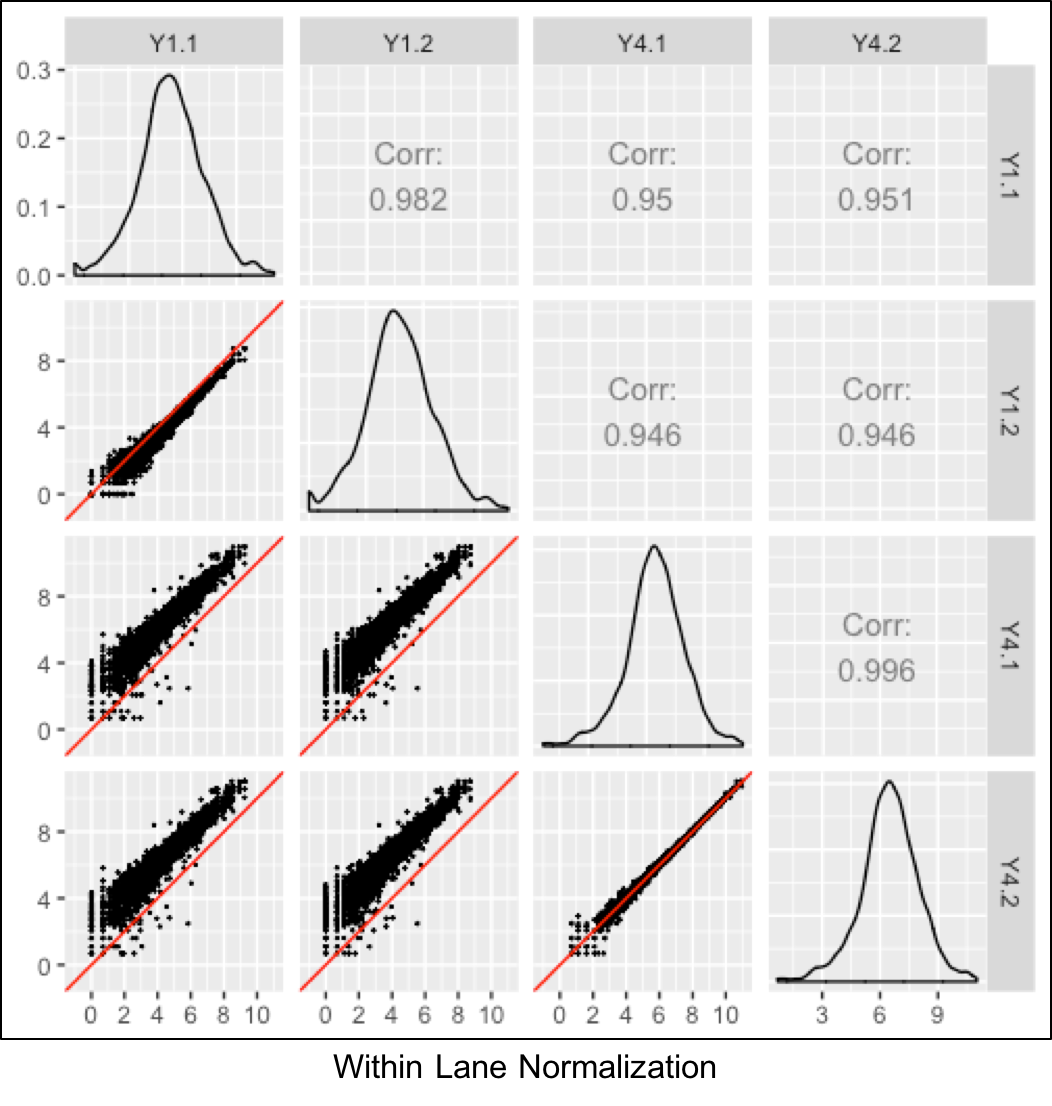 Y1.1 Y1.2 Y4.1 Y4.2
0.3
0.2
0.1
0.0
Corr:
0.982
Corr:
0.95
Corr:
0.951
Y1.1
8
4
0
Corr:
0.946
Corr:
0.946
Y1.2
8
4
0
Corr:
0.996
Y4.1
8
4
0
Y4.2
0 2 4 6 8 10 0 2 4 6 8 10 0 2 4 6 8 10 3 6 9
Within Lane Normalization